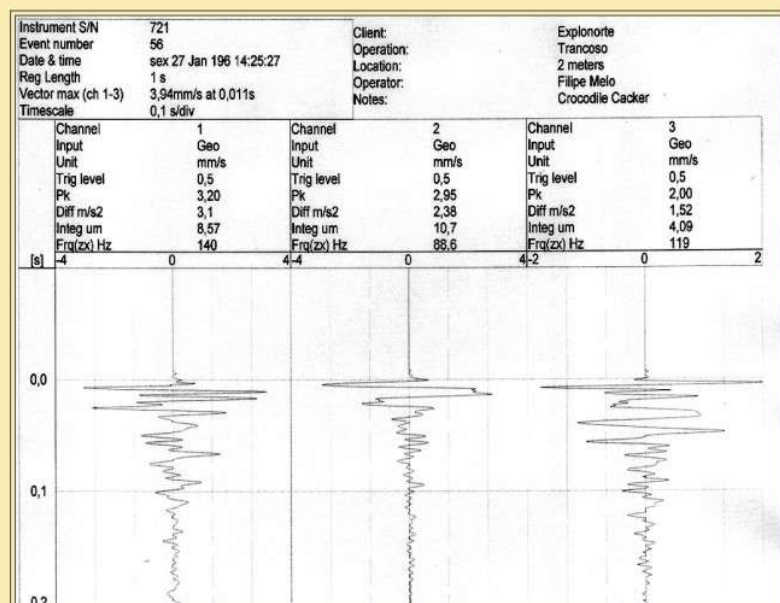 Instrument S/N 721
Event number 56
Date & time sex 27 Jan 196 14:25:27
Reg Length 1 s
Vector max (ch 1-3) 3,94mm/s at 0,011s
Timescale 0,1 s/div
Client: Explonorte
Operation: Trancoso
Location: 2 meters
Operator: Filipe Melo
Notes: Crocodile Cacker
Channel 1 Channel 2 Channel 3
Input Geo Input Geo Input Geo
Unit mm/s Unit mm/s Unit mm/s
Trig level 0,5 Trig level 0,5 Trig level 0,5
Pk 3,20 Pk 2,95 Pk 2,00
Diff m/s2 3,1 Diff m/s2 2,38 Diff m/s2 1,52
Integ um 8,57 Integ um 10,7 Integ um 4,09
Frq(zx) Hz 140 Frq(zx) Hz 88,6 Frq(zx) Hz 119
[s] -4 0 4 -4 0 4 -2 0 2
0,0
0,1
0,2